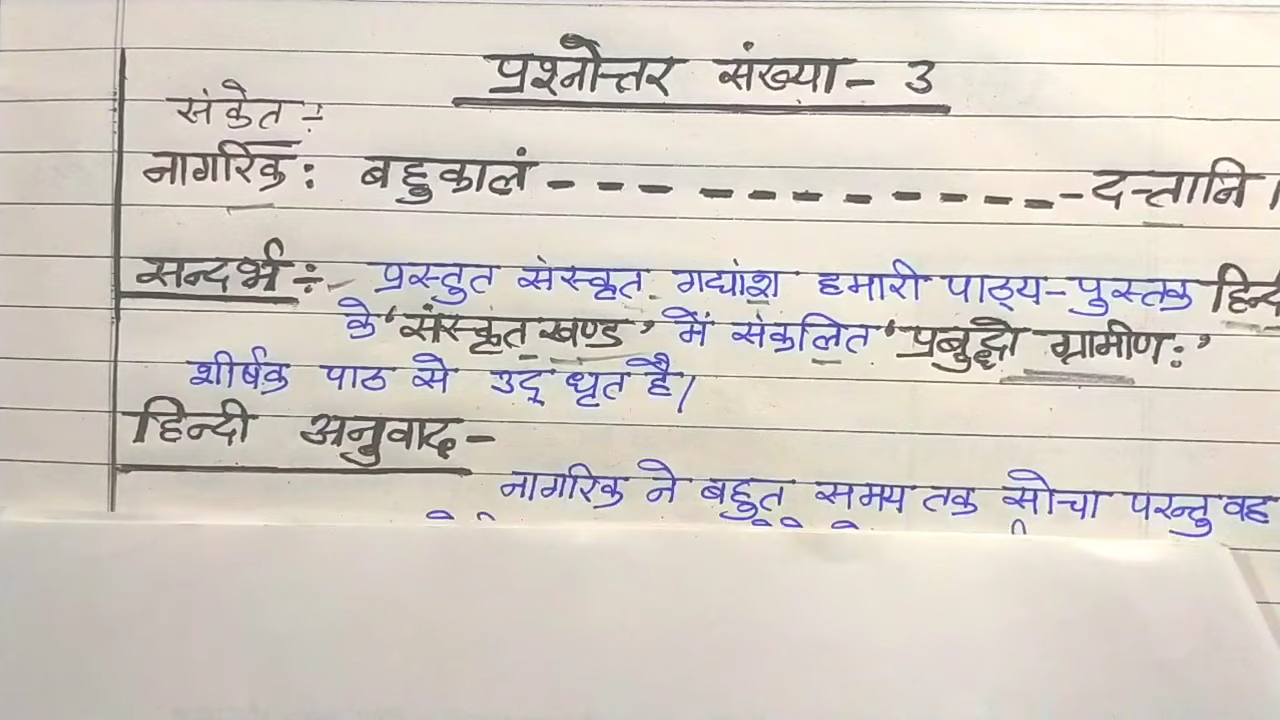 प्रश्नोत्तर संख्या - 3
संकेत :-
नागरिक: बहुकालं - - - - - - - - - - - - दत्तानि।
सन्दर्भ :- प्रस्तुत संस्कृत गद्यांश हमारी पाठ्य-पुस्तक
के 'संस्कृत खण्ड' में संकलित 'प्रबुद्धो ग्रामीण:'
शीर्षक पाठ से उद्धृत है।
हिन्दी अनुवाद -
नागरिक ने बहुत समय तक सोचा परन्तु वह